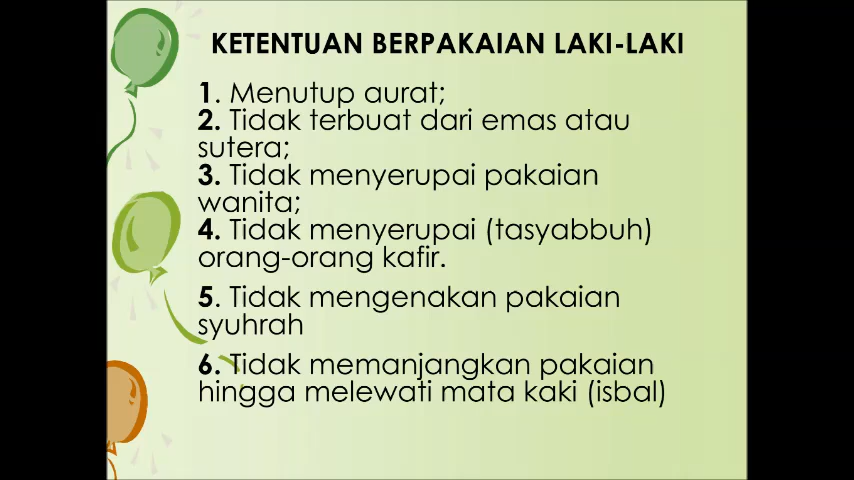 KETENTUAN BERPAKAIAN LAKI-LAKI
1. Menutup aurat;
2. Tidak terbuat dari emas atau
sutera;
3. Tidak menyerupai pakaian
wanita;
4. Tidak menyerupai (tasyabbuh)
orang-orang kafir.
5. Tidak mengenakan pakaian
syuhrah
6. Tidak memanjangkan pakaian
hingga melewati mata kaki (isbal)